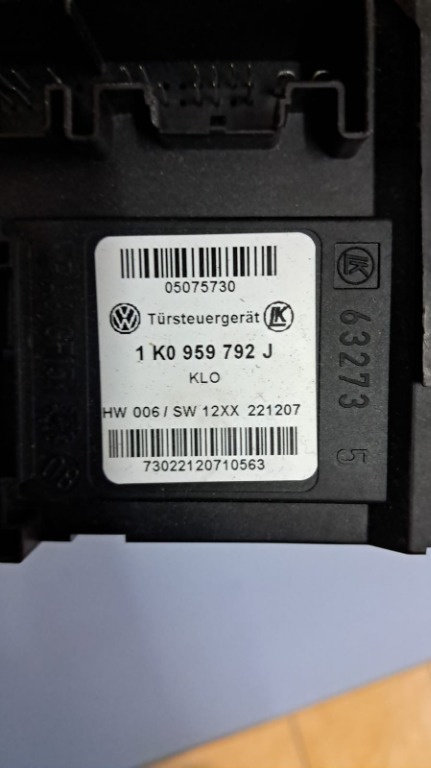 05075730
Türsteuergerät
1 K0 959 792 J
KLO
HW 006 / SW 12XX 221207
73022120710563
63273 5